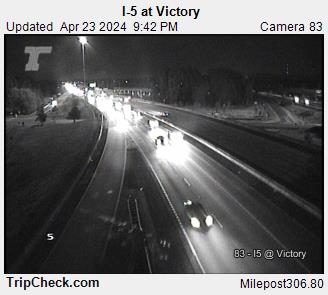 I-5 at Victory
Updated Apr 23 2024 9:42 PM Camera 83
T
S
83 - I5 @ Victory
TripCheck.com Milepost306.80